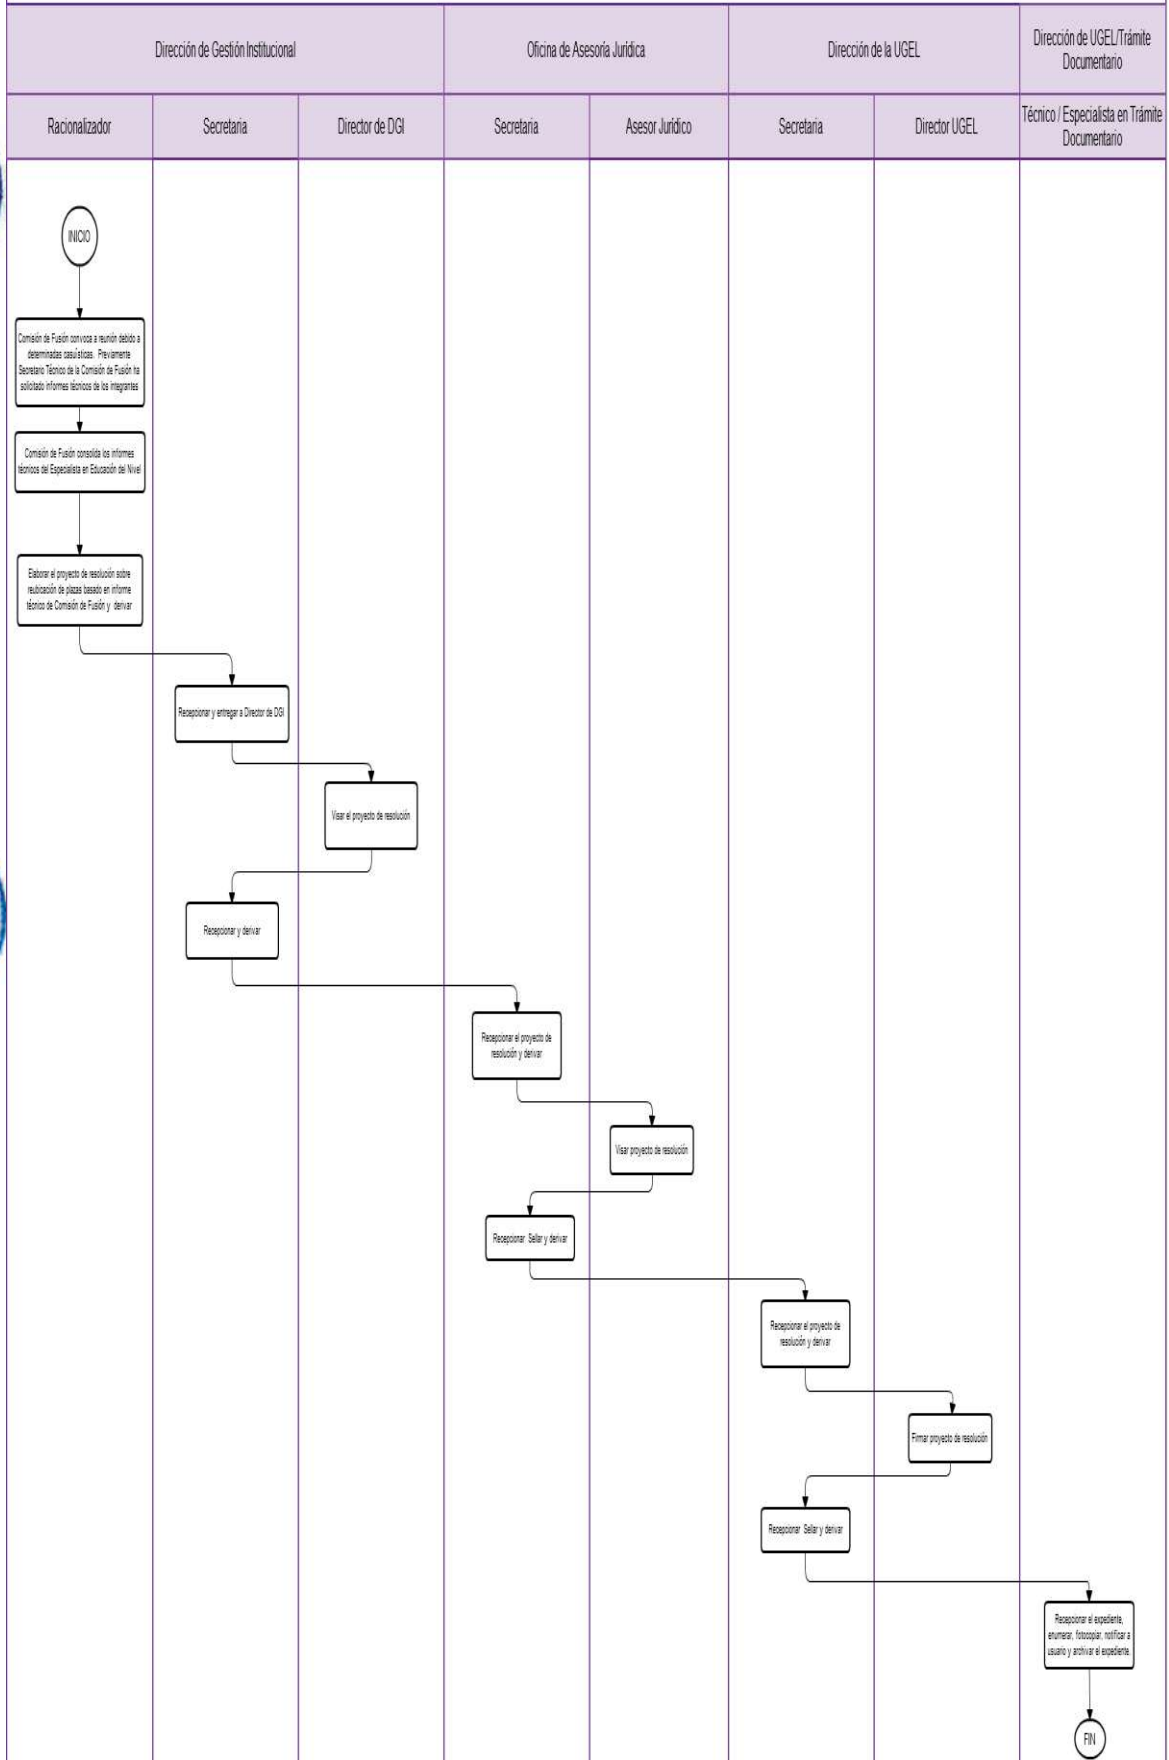 Dirección de Gestión Institucional
Oficina de Asesoría Jurídica
Dirección de la UGEL
Dirección de UGEL/Trámite
Documentario
Racionalizador
Secretaria
Director de DGI
Secretaria
Asesor Jurídico
Secretaria
Director UGEL
Técnico / Especialista en Trámite
Documentario
INICIO
Comisión de Fusión convoca a reunión debido a
determinadas casuísticas. Previamente
Secretario Técnico de la Comisión de Fusión ha
solicitado informes técnicos de los integrantes
Comisión de Fusión consolida los informes
técnicos del Especialista en Educación del Nivel
Elaborar el proyecto de resolución sobre
reubicación de plazas basado en informe
técnico de Comisión de Fusión y derivar
Recepcionar y entregar a Director de DGI
Visar el proyecto de resolución
Recepcionar y derivar
Recepcionar el proyecto de
resolución y derivar
Visar proyecto de resolución
Recepcionar Sellar y derivar
Recepcionar el proyecto de
resolución y derivar
Firmar proyecto de resolución
Recepcionar Sellar y derivar
Recepcionar el expediente,
enumerar, fotocopiar, notificar a
usuario y archivar el expediente.
FIN